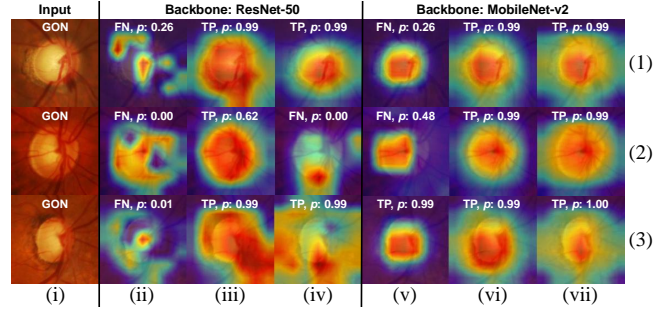 Input Backbone: ResNet-50 Backbone: MobileNet-v2
GON FN, p: 0.26 TP, p: 0.99 TP, p: 0.99 FN, p: 0.26 TP, p: 0.99 TP, p: 0.99 (1)
GON FN, p: 0.00 TP, p: 0.62 FN, p: 0.00 FN, p: 0.48 TP, p: 0.99 TP, p: 0.99 (2)
GON FN, p: 0.01 TP, p: 0.99 TP, p: 0.99 TP, p: 0.99 TP, p: 0.99 TP, p: 1.00 (3)
(i) (ii) (iii) (iv) (v) (vi) (vii)